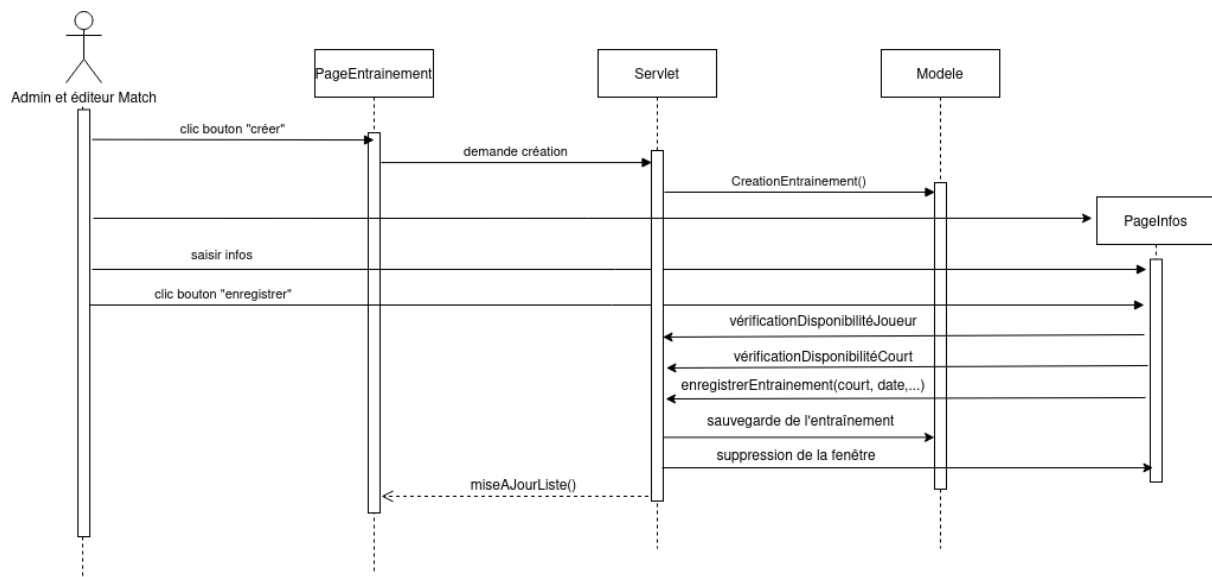 PageEntrainement
Servlet
Modele
Admin et éditeur Match
clic bouton "créer"
demande création
CreationEntrainement()
PageInfos
saisir infos
clic bouton "enregistrer"
vérificationDisponibilitéJoueur
vérificationDisponibilitéCourt
enregistrerEntrainement(court, date,...)
sauvegarde de l'entraînement
suppression de la fenêtre
miseAJourListe()